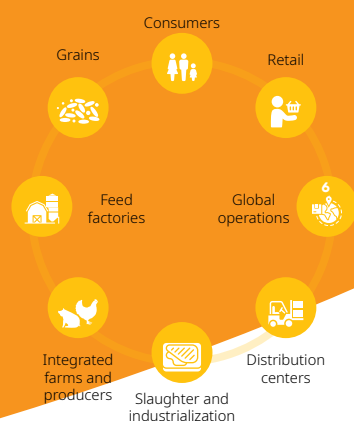 Consumers
Grains
Retail
Feed
factories
Global
operations
Integrated
farms and
producers
Distribution
centers
Slaughter and
industrialization